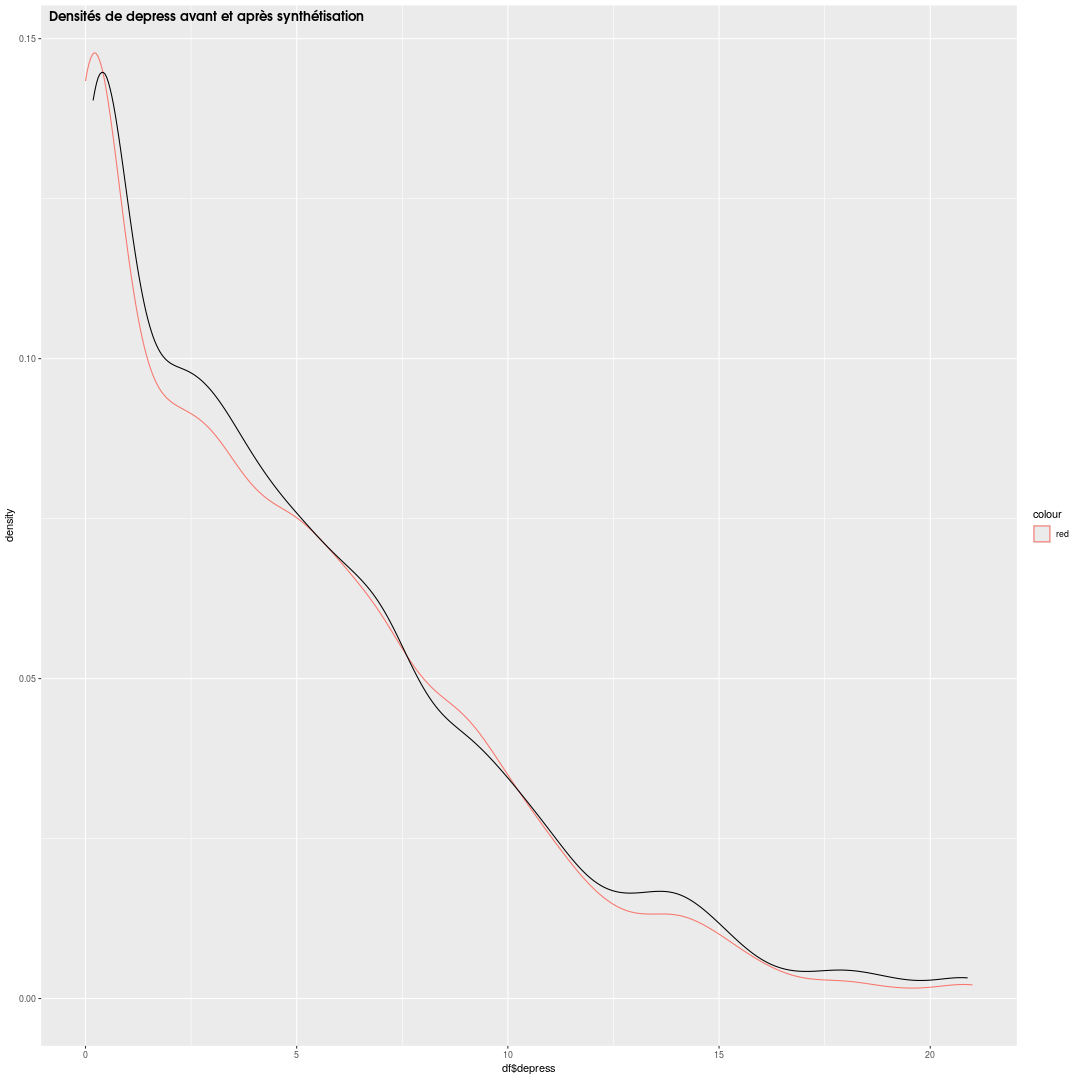 Densités de depress avant et après synthétisation
0.15
0.10
0.05
0.00
density
0
5
10
15
20
df$depress
colour
red